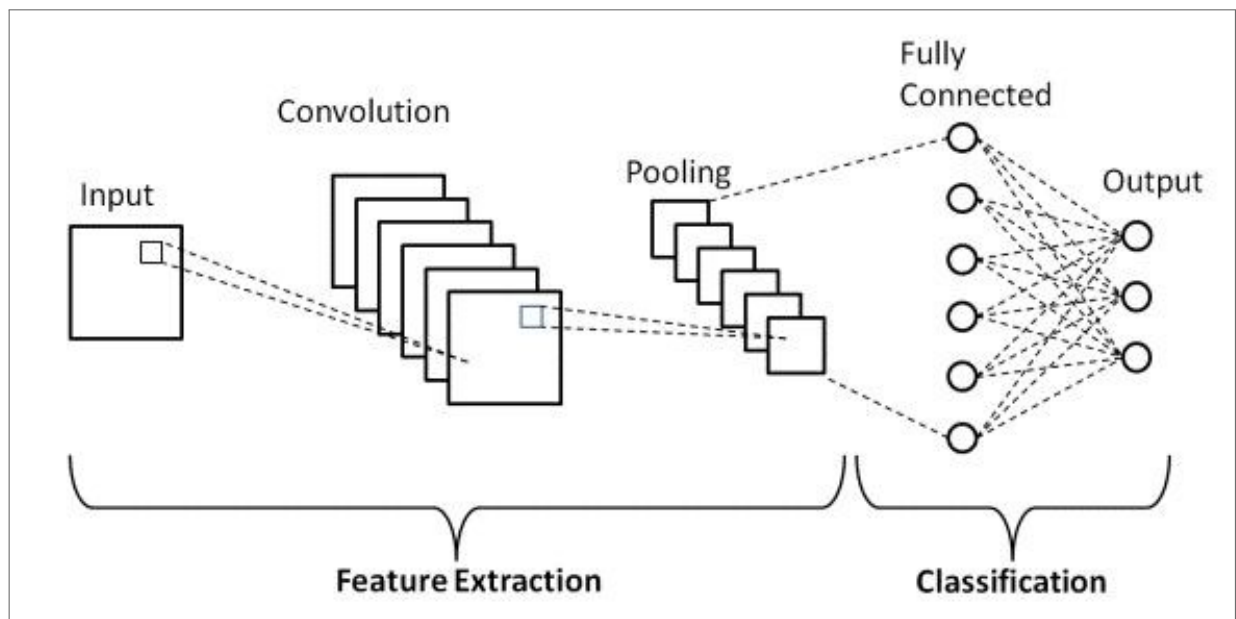 Input
Convolution
Pooling
Fully
Connected
Output
Feature Extraction
Classification